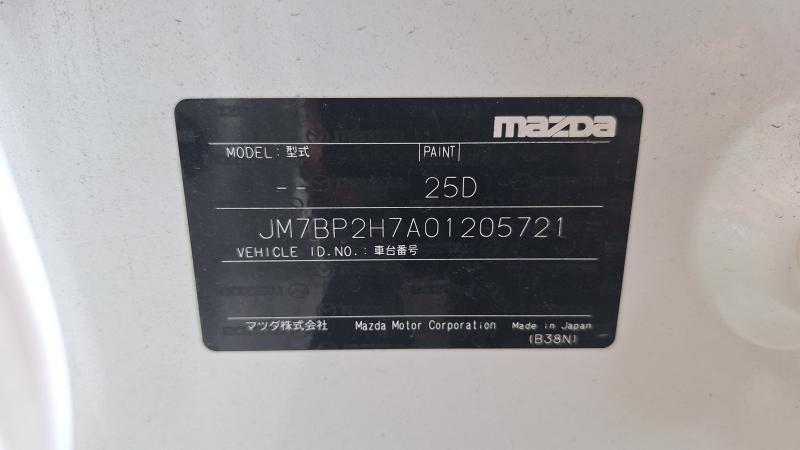 mazda
MODEL : 型式 PAINT
-- 25D
JM7BP2H7A01205721
VEHICLE ID.NO. : 車台番号
マツダ株式会社 Mazda Motor Corporation Made in Japan
(B38N)